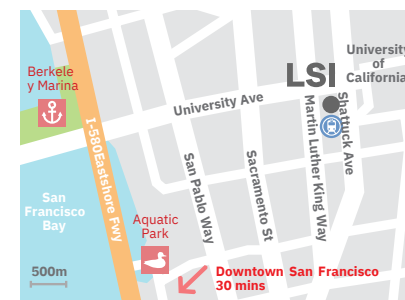 University
of
California
LSI
Berkele
y Marina
University Ave
I-580Eastshore Fwy
Shattuck Ave
Martin Luther King Way
San Pablo Way
Sacramento St
San
Francisco
Bay
Aquatic
Park
500m
Downtown San Francisco
30 mins